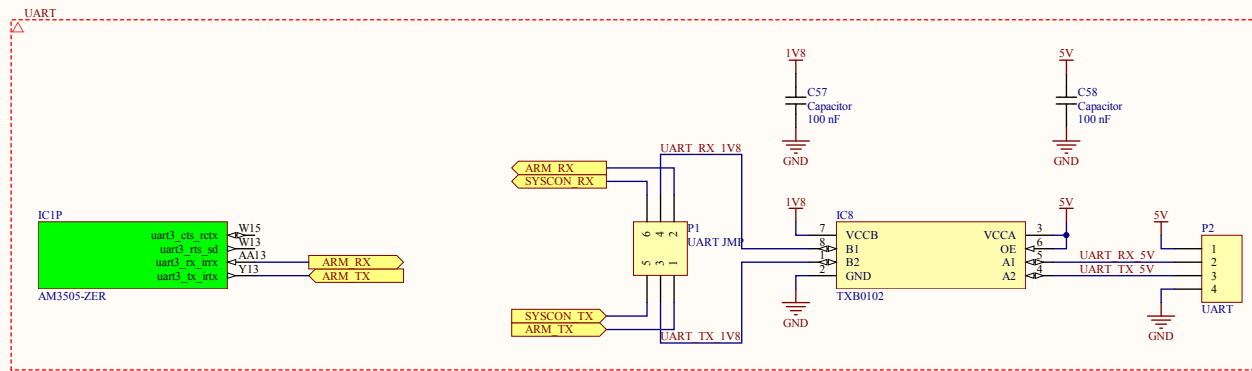 UART
1V8
C57
Capacitor
100 nF
GND
5V
C58
Capacitor
100 nF
GND
IC1P
uart3_cts_rctx W15
uart3_rts_sd W13
uart3_rx_irrx AA13
uart3_tx_irtx Y13
AM3505-ZER
ARM_RX
ARM_TX
ARM_RX
SYSCON_RX
UART_RX_1V8
6 4 2
P1
UART JMP
5 3 1
SYSCON_TX
ARM_TX
UART_TX_1V8
1V8
GND
IC8
7 VCCB VCCA 3
8 B1 OE 6
1 B2 A1 5
2 GND A2 4
TXB0102
5V
UART_RX_5V
UART_TX_5V
5V
GND
P2
1
2
3
4
UART